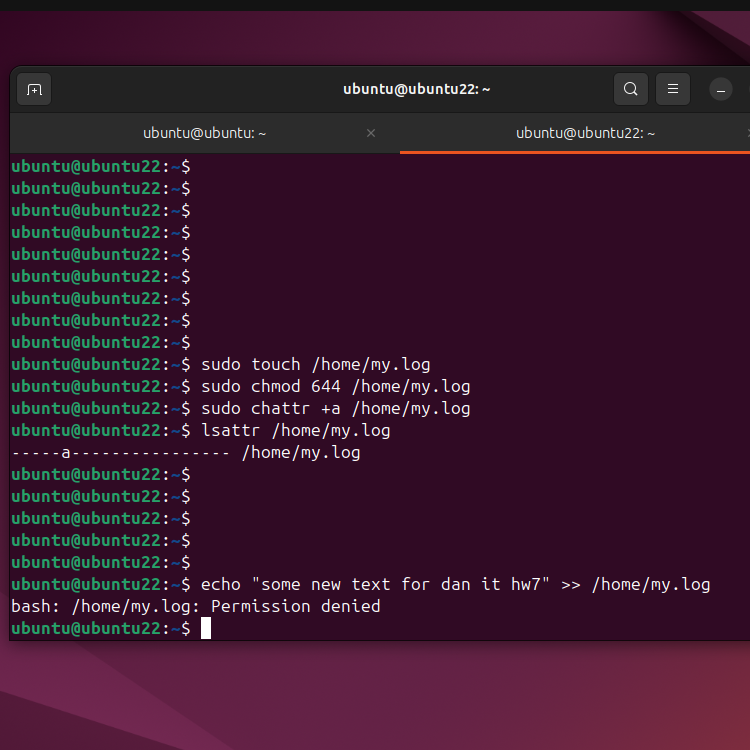 ubuntu@ubuntu22: ~
ubuntu@ubuntu: ~
ubuntu@ubuntu22: ~
ubuntu@ubuntu22:~$
ubuntu@ubuntu22:~$
ubuntu@ubuntu22:~$
ubuntu@ubuntu22:~$
ubuntu@ubuntu22:~$
ubuntu@ubuntu22:~$
ubuntu@ubuntu22:~$
ubuntu@ubuntu22:~$
ubuntu@ubuntu22:~$
ubuntu@ubuntu22:~$ sudo touch /home/my.log
ubuntu@ubuntu22:~$ sudo chmod 644 /home/my.log
ubuntu@ubuntu22:~$ sudo chattr +a /home/my.log
ubuntu@ubuntu22:~$ lsattr /home/my.log
-----a---------------- /home/my.log
ubuntu@ubuntu22:~$
ubuntu@ubuntu22:~$
ubuntu@ubuntu22:~$
ubuntu@ubuntu22:~$
ubuntu@ubuntu22:~$
ubuntu@ubuntu22:~$ echo "some new text for dan it hw7" >> /home/my.log
bash: /home/my.log: Permission denied
ubuntu@ubuntu22:~$